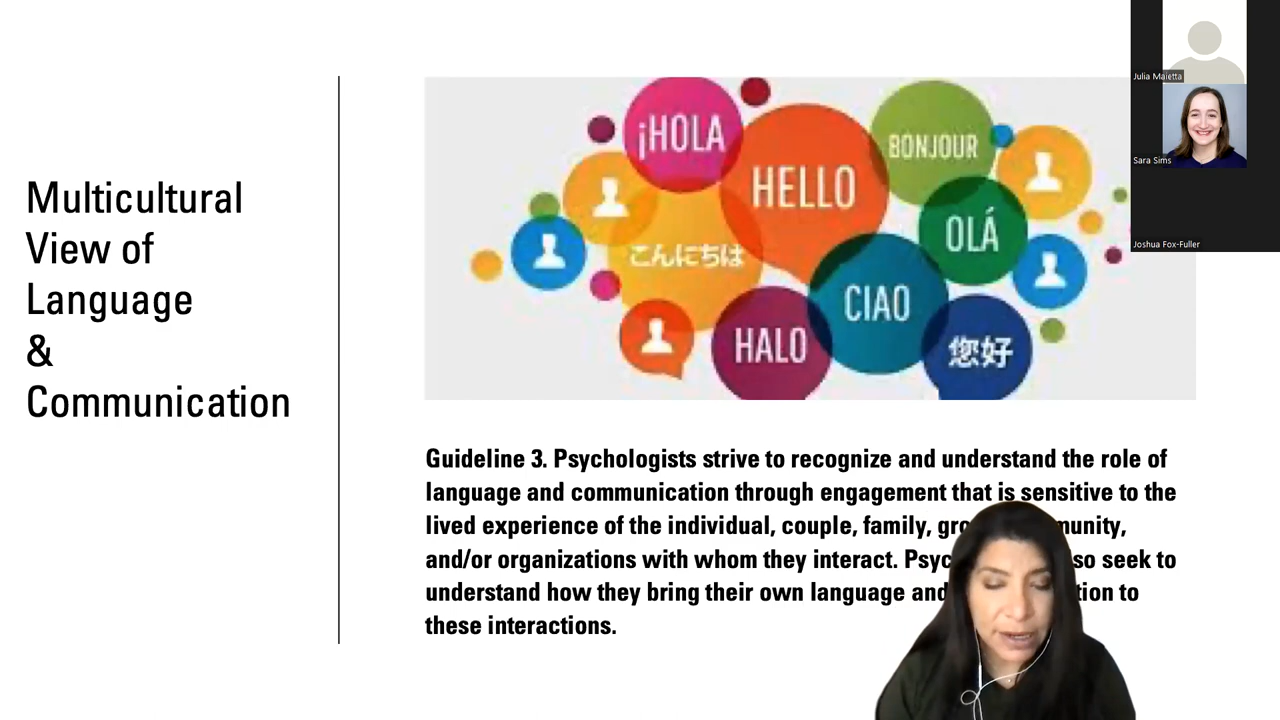 Multicultural
View of
Language
&
Communication
¡HOLA
HELLO
BONJOUR
こんにちは
OLÁ
CIAO
HALO
您好
Guideline 3. Psychologists strive to recognize and understand the role of
language and communication through engagement that is sensitive to the
lived experience of the individual, couple, family,
and/or organizations with whom they interact. seek to
understand how they bring their own language and to
these interactions.
Julia Maietta
Sara Sims
Joshua Fox-Fuller